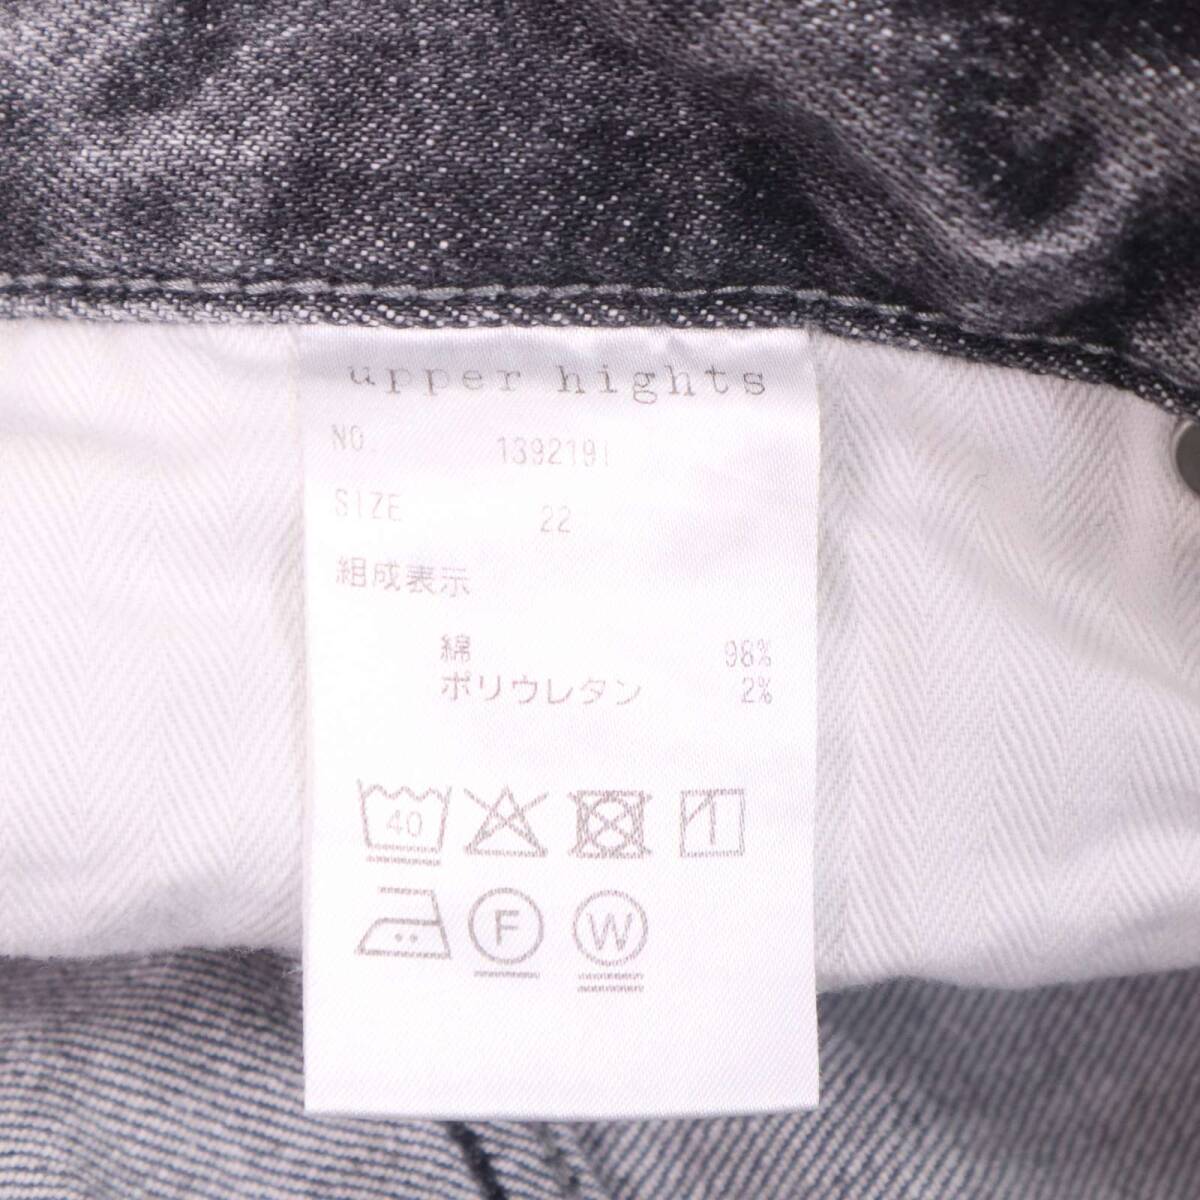 upper hights
NO. 1392191
SIZE 22
組成表示
綿 98%
ポリウレタン 2%
40
F W